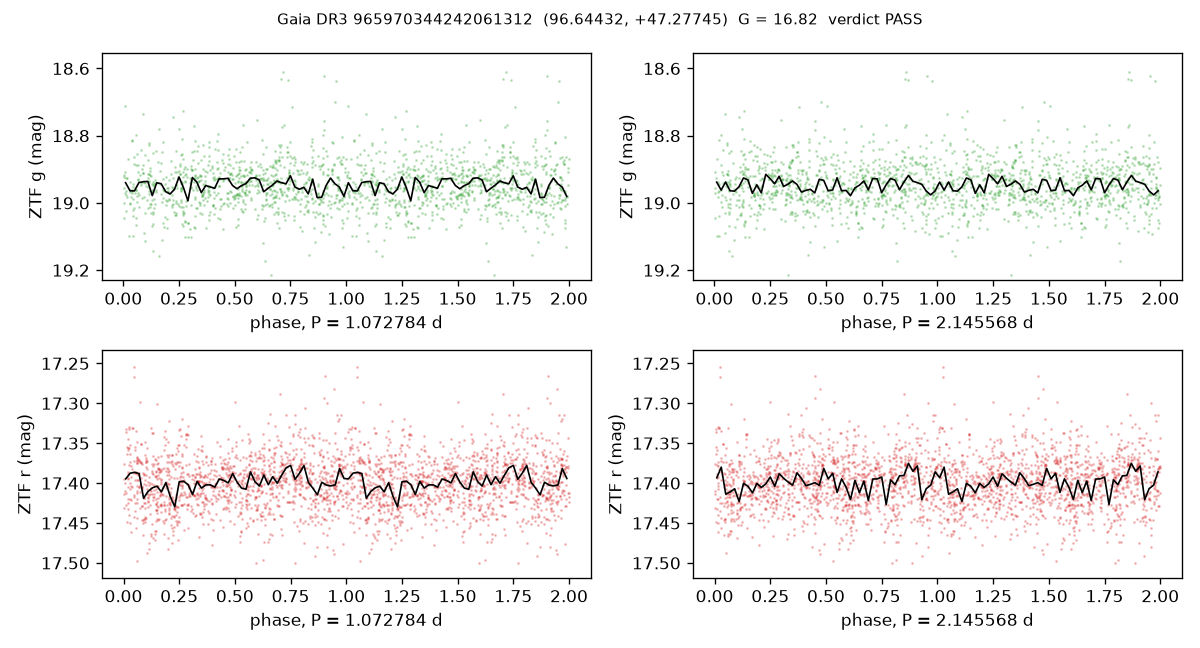 Gaia DR3 965970344242061312 (96.64432, +47.27745) G = 16.82 verdict PASS
ZTF g (mag)
18.6
18.8
19.0
19.2
0.00 0.25 0.50 0.75 1.00 1.25 1.50 1.75 2.00
phase, P = 1.072784 d
ZTF g (mag)
18.6
18.8
19.0
19.2
0.00 0.25 0.50 0.75 1.00 1.25 1.50 1.75 2.00
phase, P = 2.145568 d
ZTF r (mag)
17.25
17.30
17.35
17.40
17.45
17.50
0.00 0.25 0.50 0.75 1.00 1.25 1.50 1.75 2.00
phase, P = 1.072784 d
ZTF r (mag)
17.25
17.30
17.35
17.40
17.45
17.50
0.00 0.25 0.50 0.75 1.00 1.25 1.50 1.75 2.00
phase, P = 2.145568 d